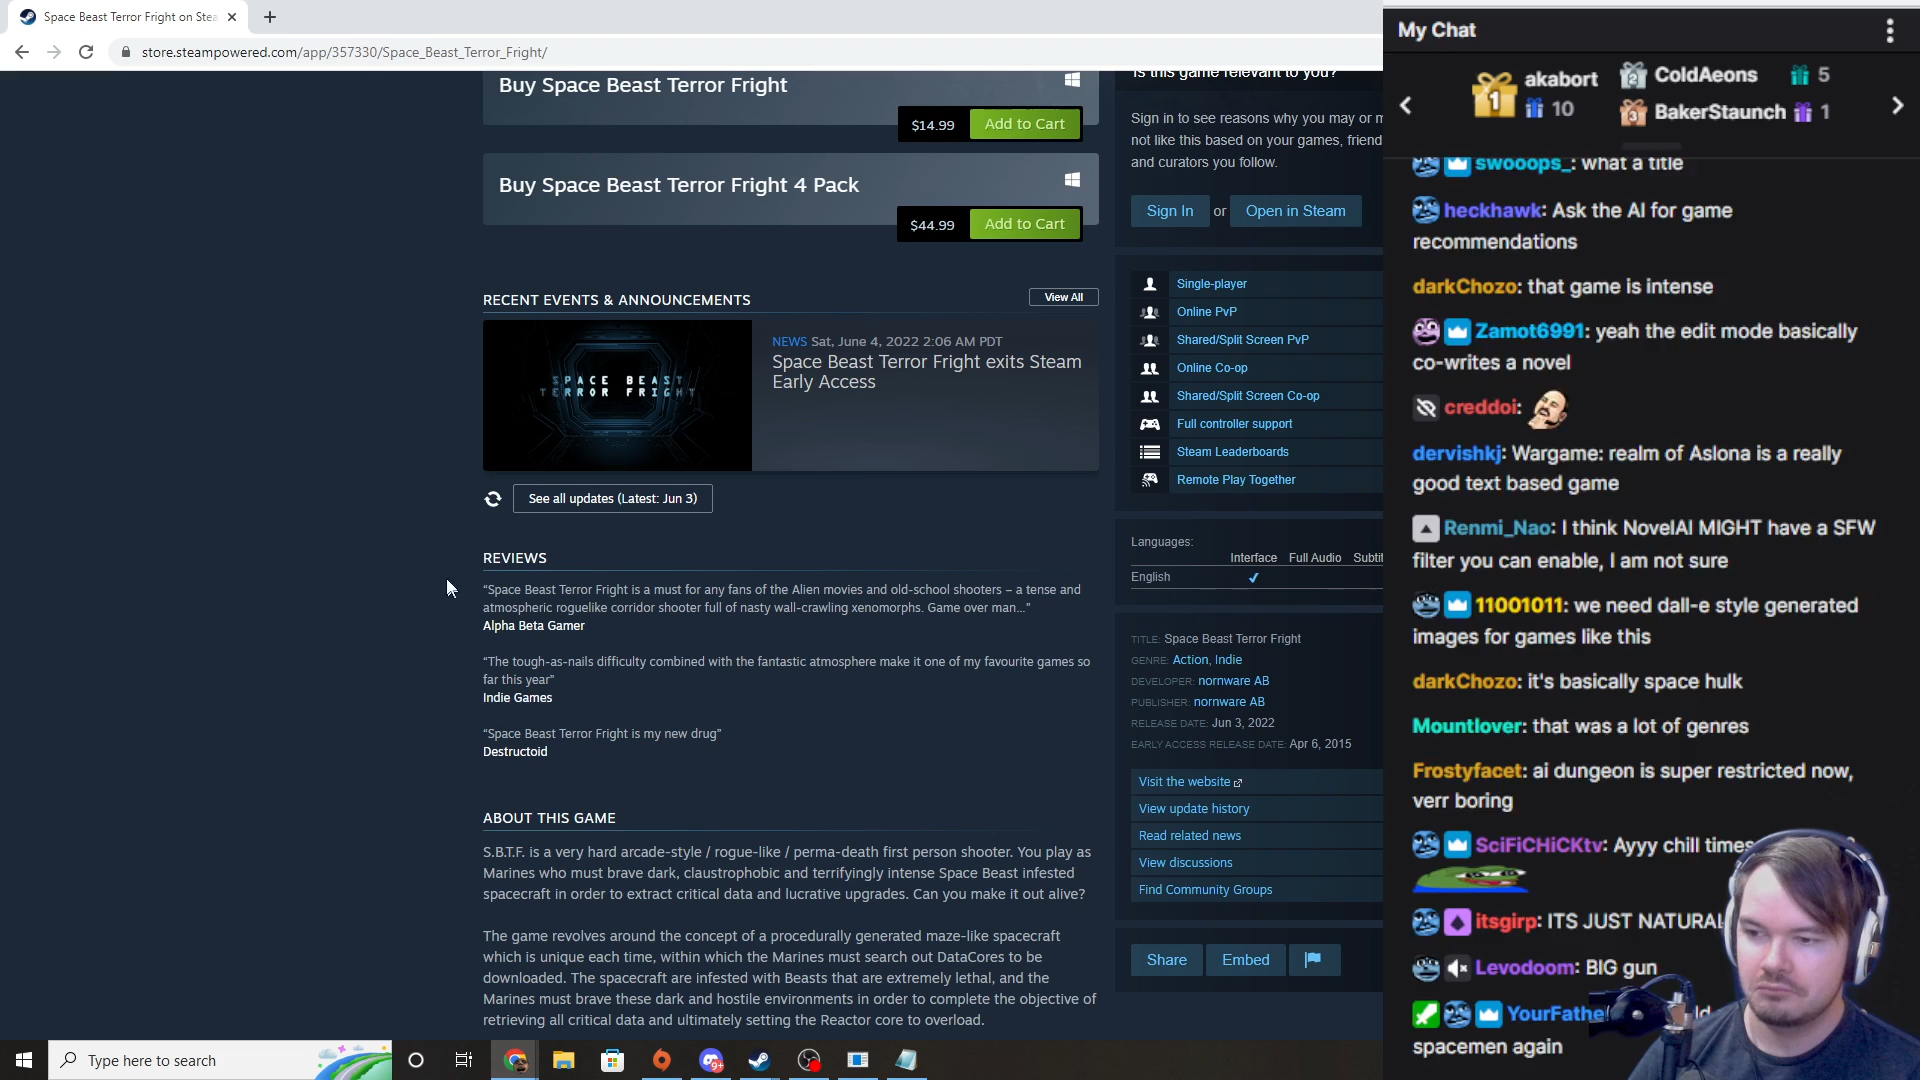 Space Beast Terror Fright on Stea
store.steampowered.com/app/357330/Space_Beast_Terror_Fright/
Buy Space Beast Terror Fright
$14.99 Add to Cart
Buy Space Beast Terror Fright 4 Pack
$44.99 Add to Cart
RECENT EVENTS & ANNOUNCEMENTS
View All
SPACE BEAST
TERROR FRIGHT
NEWS Sat, June 4, 2022 2:06 AM PDT
Space Beast Terror Fright exits Steam
Early Access
See all updates (Latest: Jun 3)
REVIEWS
“Space Beast Terror Fright is a must for any fans of the Alien movies and old-school shooters – a tense and
atmospheric roguelike corridor shooter full of nasty wall-crawling xenomorphs. Game over man...”
Alpha Beta Gamer
“The tough-as-nails difficulty combined with the fantastic atmosphere make it one of my favourite games so
far this year”
Indie Games
“Space Beast Terror Fright is my new drug”
Destructoid
ABOUT THIS GAME
S.B.T.F. is a very hard arcade-style / rogue-like / perma-death first person shooter. You play as
Marines who must brave dark, claustrophobic and terrifyingly intense Space Beast infested
spacecraft in order to extract critical data and lucrative upgrades. Can you make it out alive?
The game revolves around the concept of a procedurally generated maze-like spacecraft
which is unique each time, within which the Marines must search out DataCores to be
downloaded. The spacecraft are infested with Beasts that are extremely lethal, and the
Marines must brave these dark and hostile environments in order to complete the objective of
retrieving all critical data and ultimately setting the Reactor core to overload.
Is this game relevant to you?
Sign in to see reasons why you may or m
not like this based on your games, friend
and curators you follow.
Sign In or Open in Steam
Single-player
Online PvP
Shared/Split Screen PvP
Online Co-op
Shared/Split Screen Co-op
Full controller support
Steam Leaderboards
Remote Play Together
Languages:
Interface Full Audio Subtit
English ✔
TITLE: Space Beast Terror Fright
GENRE: Action, Indie
DEVELOPER: nornware AB
PUBLISHER: nornware AB
RELEASE DATE: Jun 3, 2022
EARLY ACCESS RELEASE DATE: Apr 6, 2015
Visit the website
View update history
Read related news
View discussions
Find Community Groups
Share Embed
Type here to search
9+
My Chat
1 akabort
10
2 ColdAeons 5
3 BakerStaunch 1
swooops_: what a title
heckhawk: Ask the AI for game
recommendations
darkChozo: that game is intense
Zamot6991: yeah the edit mode basically
co-writes a novel
creddoi:
dervishkj: Wargame: realm of Aslona is a really
good text based game
Renmi_Nao: I think NovelAI MIGHT have a SFW
filter you can enable, I am not sure
11001011: we need dall-e style generated
images for games like this
darkChozo: it's basically space hulk
Mountlover: that was a lot of genres
Frostyfacet: ai dungeon is super restricted now,
verr boring
SciFiCHiCKtv: Ayyy chill times
itsgirp: ITS JUST NATURAL
Levodoom: BIG gun
YourFathe
spacemen again